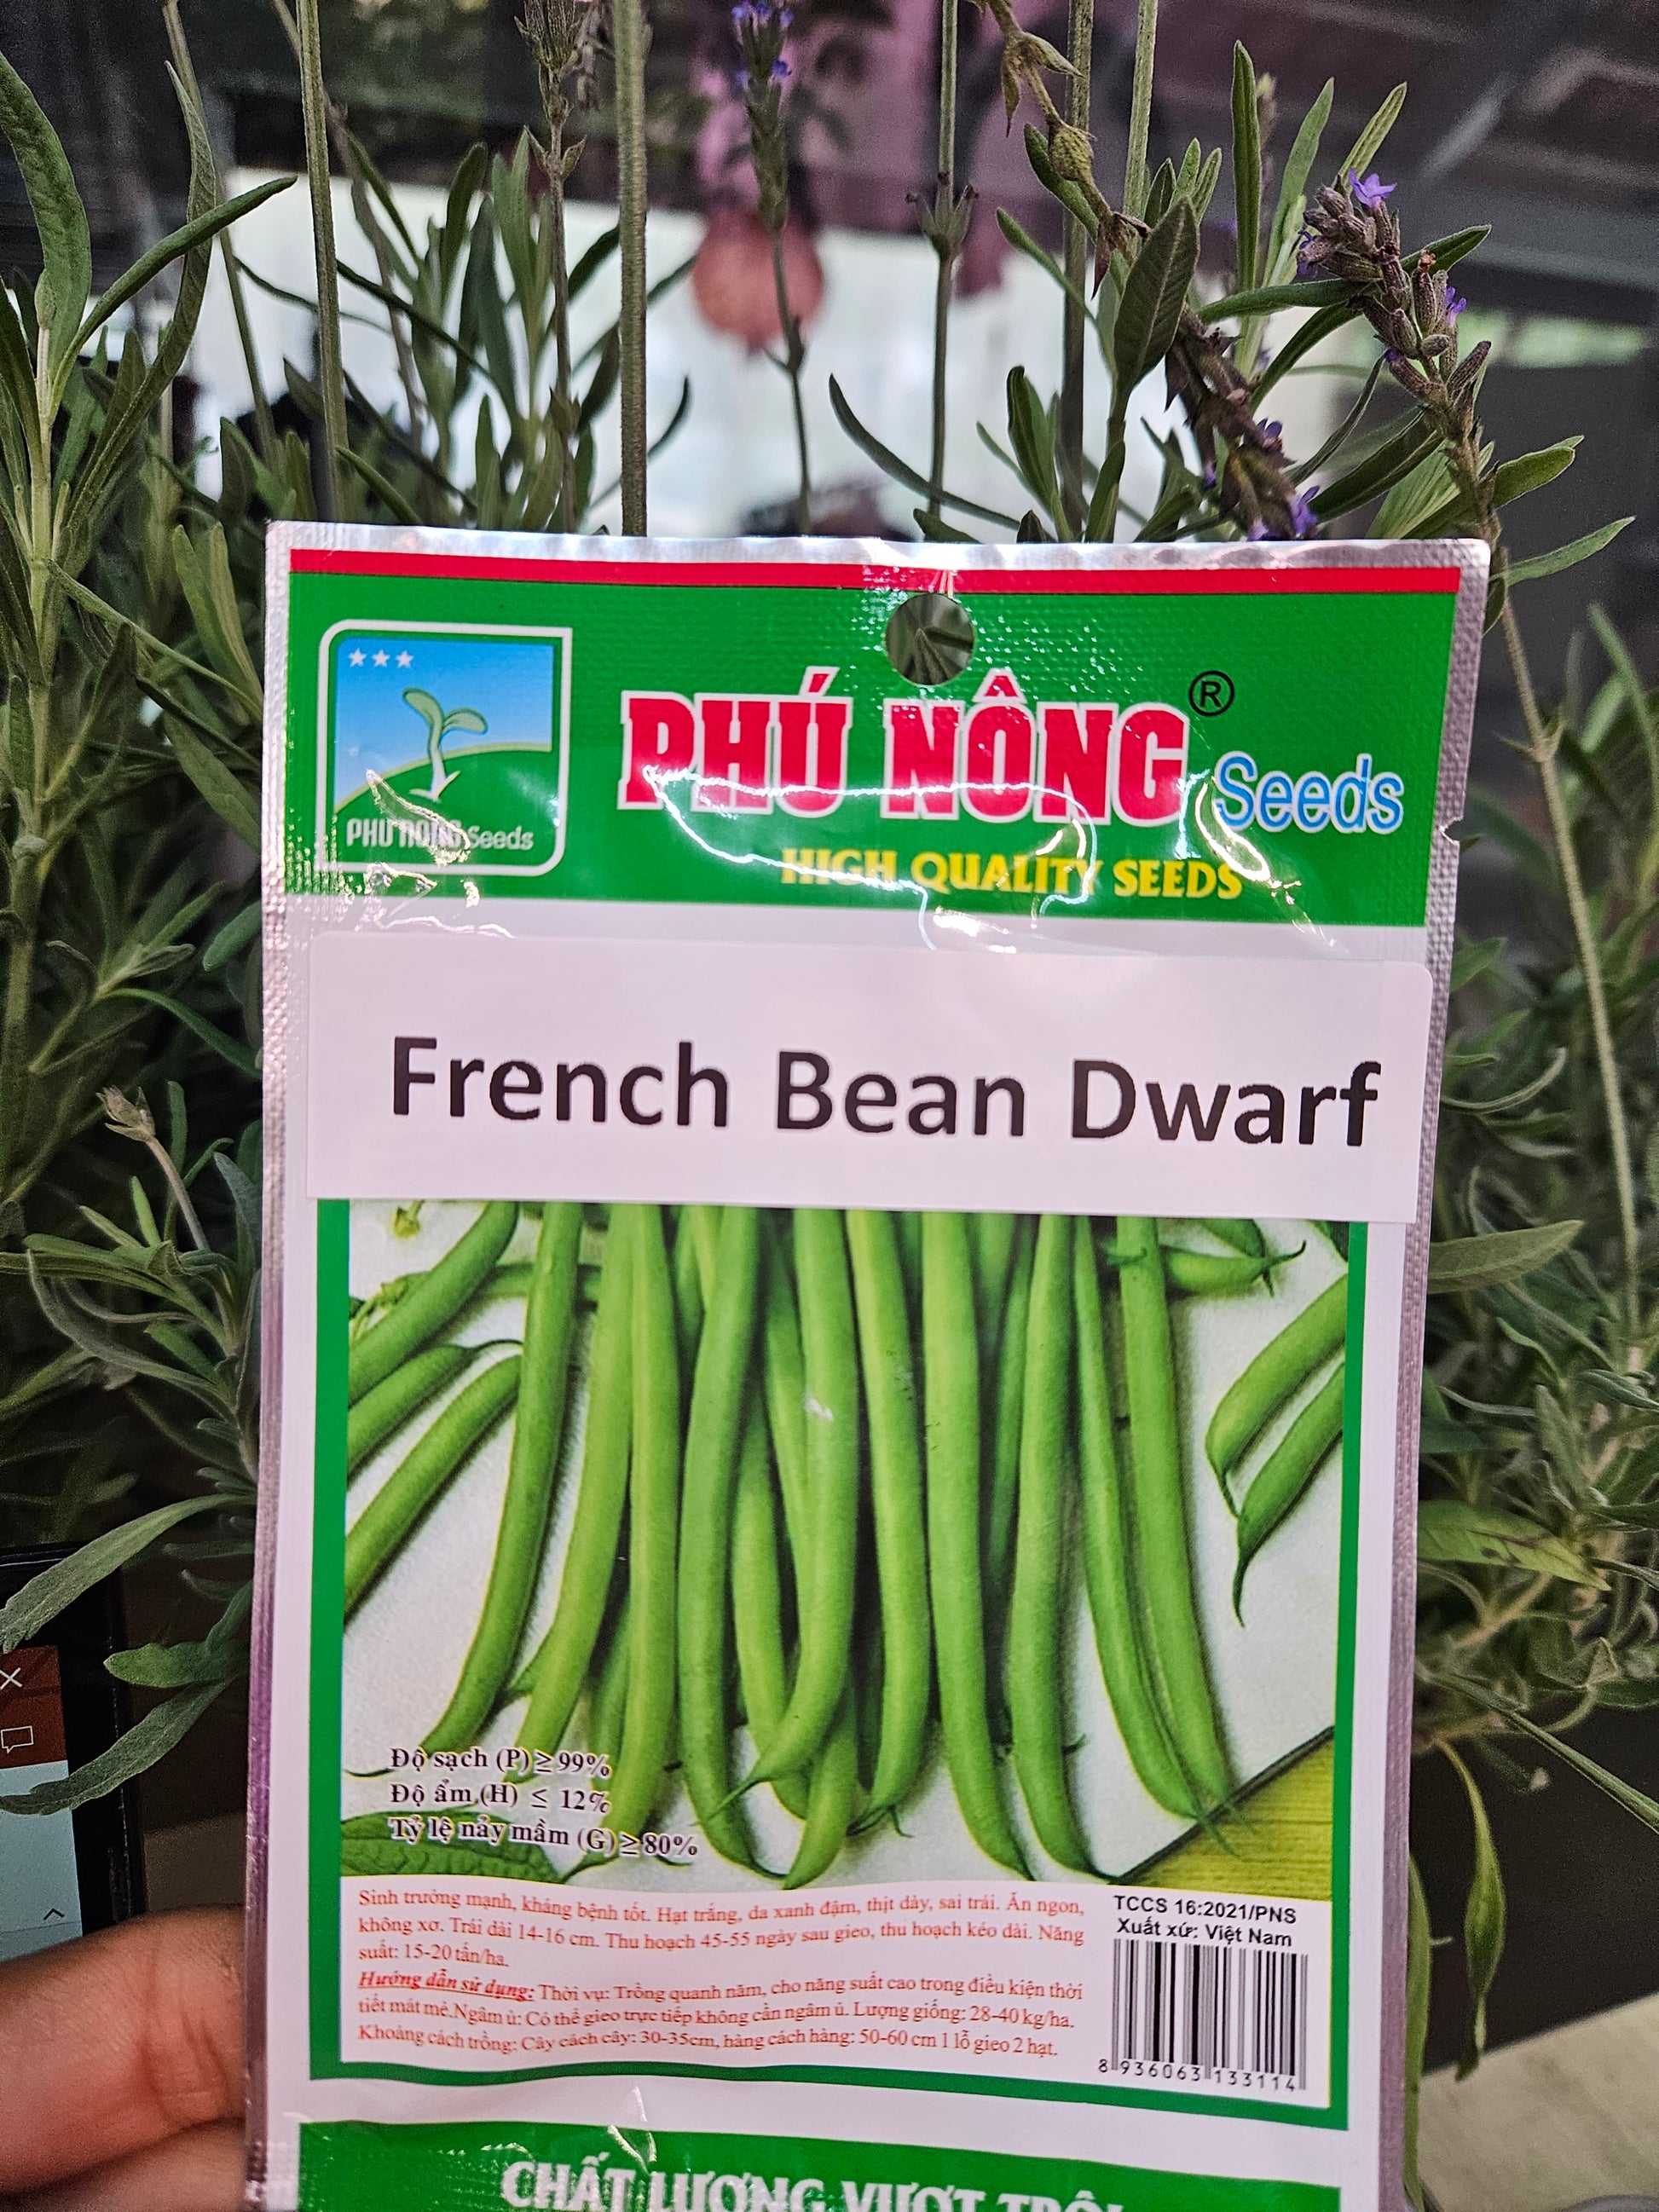 PHÚ NÔNG®
Seeds
PHÚ NÔNG Seeds
HIGH QUALITY SEEDS
French Bean Dwarf
Độ sạch (P) ≥ 99%
Độ ẩm (H) ≤ 12%
Tỷ lệ nảy mầm (G) ≥ 80%
Sinh trưởng mạnh, kháng bệnh tốt. Hạt trắng, da xanh đậm, thịt dày, sai trái. Ăn ngon,
không xơ. Trái dài 14-16 cm. Thu hoạch 45-55 ngày sau gieo, thu hoạch kéo dài. Năng
suất: 15-20 tấn/ha.
Hướng dẫn sử dụng: Thời vụ: Trồng quanh năm, cho năng suất cao trong điều kiện thời
tiết mát mẻ.Ngâm ủ: Có thể gieo trực tiếp không cần ngâm ủ. Lượng giống: 28-40 kg/ha.
Khoảng cách trồng: Cây cách cây: 30-35cm, hàng cách hàng: 50-60 cm 1 lỗ gieo 2 hạt.
TCCS 16:2021/PNS
Xuất xứ: Việt Nam
8 936063 133114
CHẤT LƯỢNG VƯỢT TRỘI